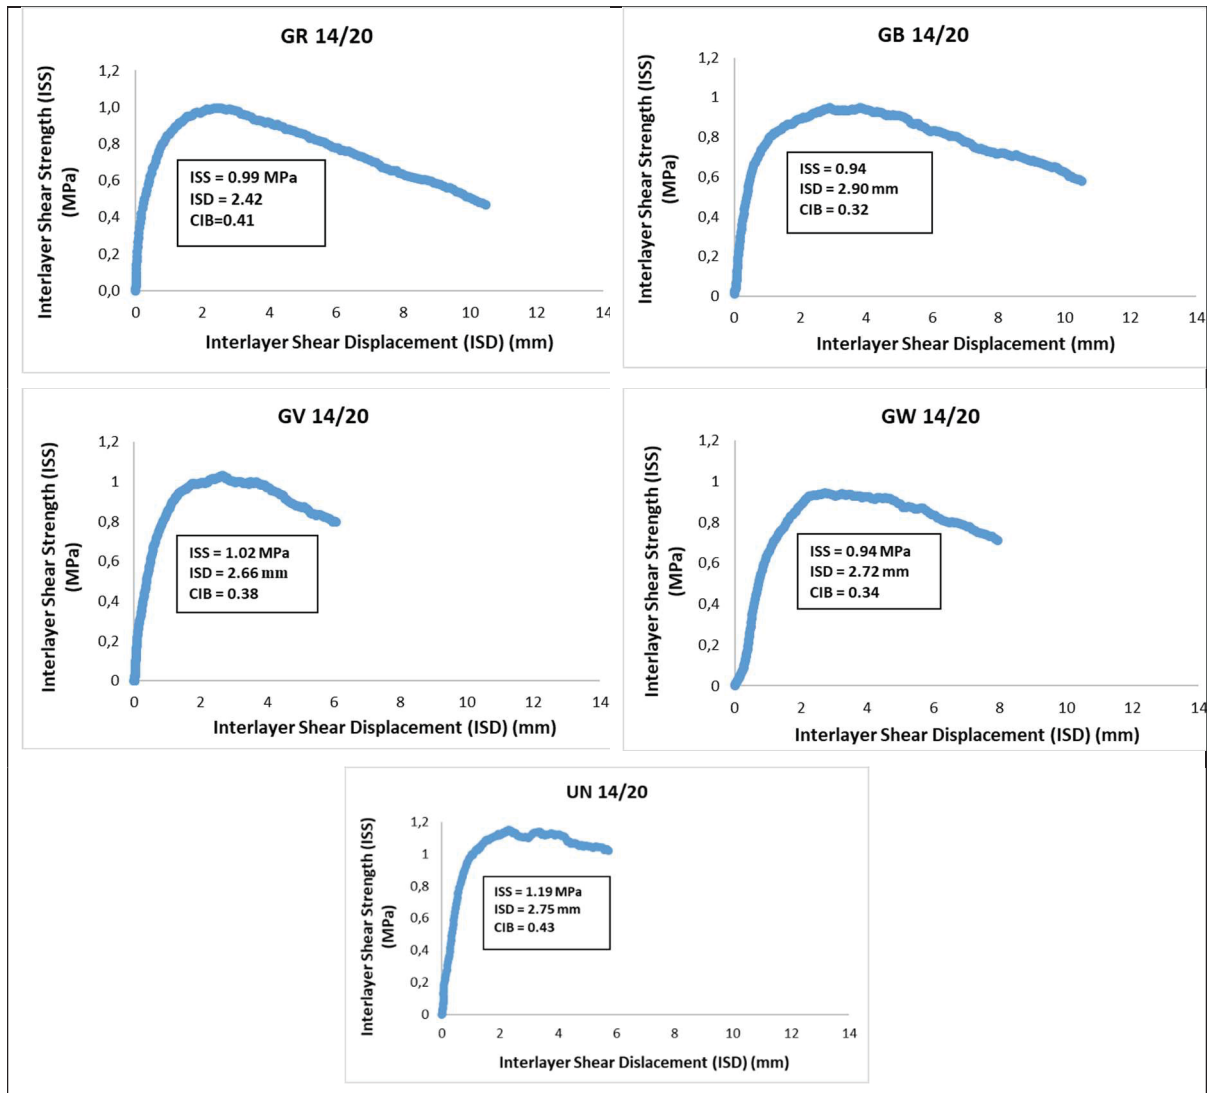 GR 14/20
Interlayer Shear Strength (ISS)
(MPa)
1,2
1,0
0,8
0,6
0,4
0,2
0,0
ISS = 0.99 MPa
ISD = 2.42
CIB=0.41
0 2 4 6 8 10 12 14
Interlayer Shear Displacement (ISD) (mm)
GB 14/20
Interlayer Shear Strength (ISS)
(MPa)
1,2
1
0,8
0,6
0,4
0,2
0
ISS = 0.94
ISD = 2.90 mm
CIB = 0.32
0 2 4 6 8 10 12 14
Interlayer Shear Displacement (mm)
GV 14/20
Interlayer Shear Strength (ISS)
(MPa)
1,2
1
0,8
0,6
0,4
0,2
0
ISS = 1.02 MPa
ISD = 2.66 mm
CIB = 0.38
0 2 4 6 8 10 12 14
Interlayer Shear Displacement (ISD) (mm)
GW 14/20
Interlayer Shear Strength (ISS)
(MPa)
1,2
1
0,8
0,6
0,4
0,2
0
ISS = 0.94 MPa
ISD = 2.72 mm
CIB = 0.34
0 2 4 6 8 10 12 14
Interlayer Shear Displacement (ISD) (mm)
UN 14/20
Interlayer Shear Strength (ISS)
(MPa)
1,2
1
0,8
0,6
0,4
0,2
0
ISS = 1.19 MPa
ISD = 2.75 mm
CIB = 0.43
0 2 4 6 8 10 12 14
Interlayer Shear Dislacement (ISD) (mm)